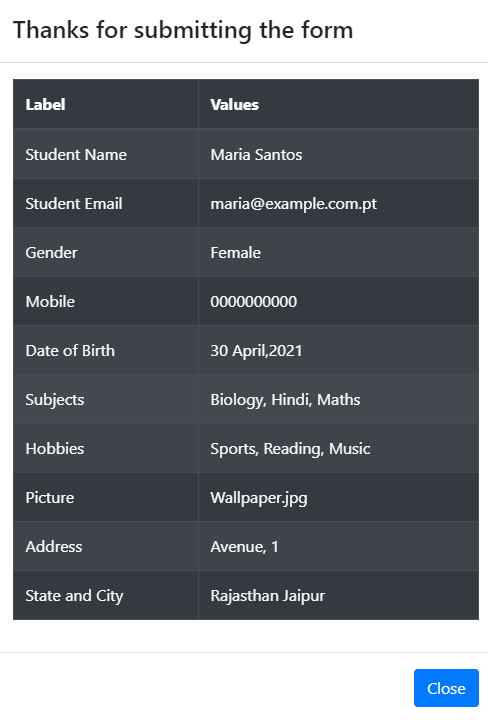 Thanks for submitting the form
Label Values
Student Name Maria Santos
Student Email maria@example.com.pt
Gender Female
Mobile 0000000000
Date of Birth 30 April,2021
Subjects Biology, Hindi, Maths
Hobbies Sports, Reading, Music
Picture Wallpaper.jpg
Address Avenue, 1
State and City Rajasthan Jaipur
Close